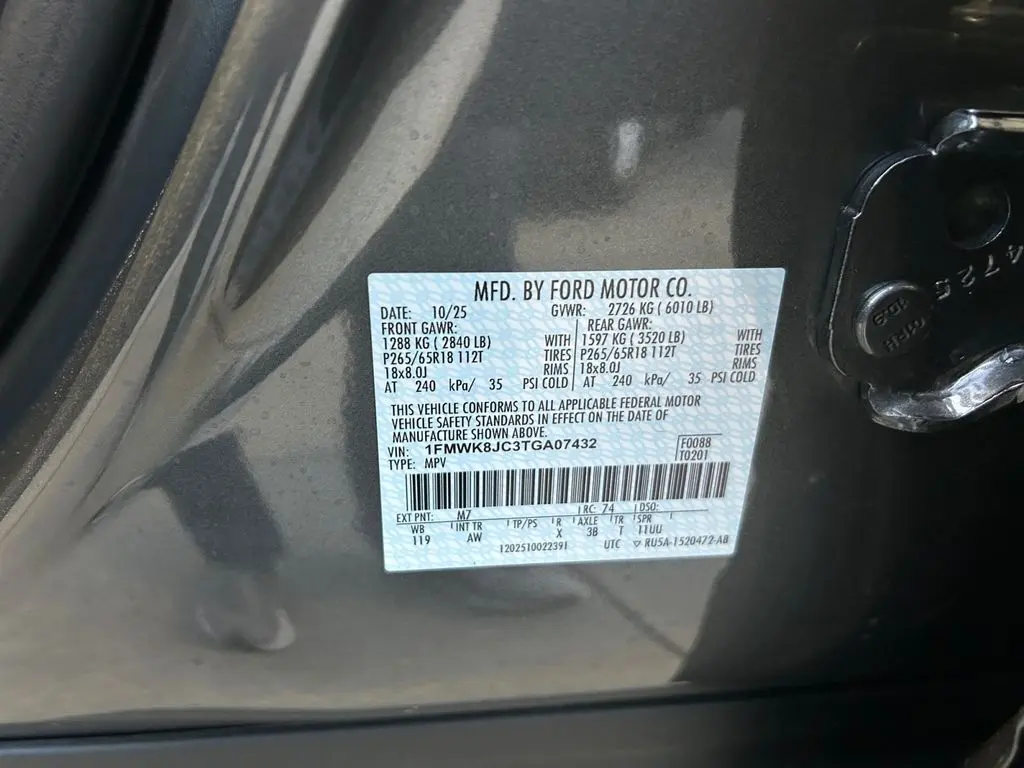 MFD. BY FORD MOTOR CO.
DATE: 10/25 GVWR: 2726 KG ( 6010 LB)
FRONT GAWR: REAR GAWR:
1288 KG ( 2840 LB) WITH 1597 KG ( 3520 LB) WITH
P265/65R18 112T TIRES P265/65R18 112T TIRES
18x8.0J RIMS 18x8.0J RIMS
AT 240 kPa/ 35 PSI COLD AT 240 kPa/ 35 PSI COLD
THIS VEHICLE CONFORMS TO ALL APPLICABLE FEDERAL MOTOR
VEHICLE SAFETY STANDARDS IN EFFECT ON THE DATE OF
MANUFACTURE SHOWN ABOVE.
VIN: 1FMWK8JC3TGA07432 F0088
TYPE: MPV T0201
EXT PNT: M7 RC: 74 DSO:
WB INT TR TP/PS R AXLE TR SPR
119 AW X 3B T 11UU
1202510022391 UTC ▽ RU5A-1520472-AB
4725
10.9